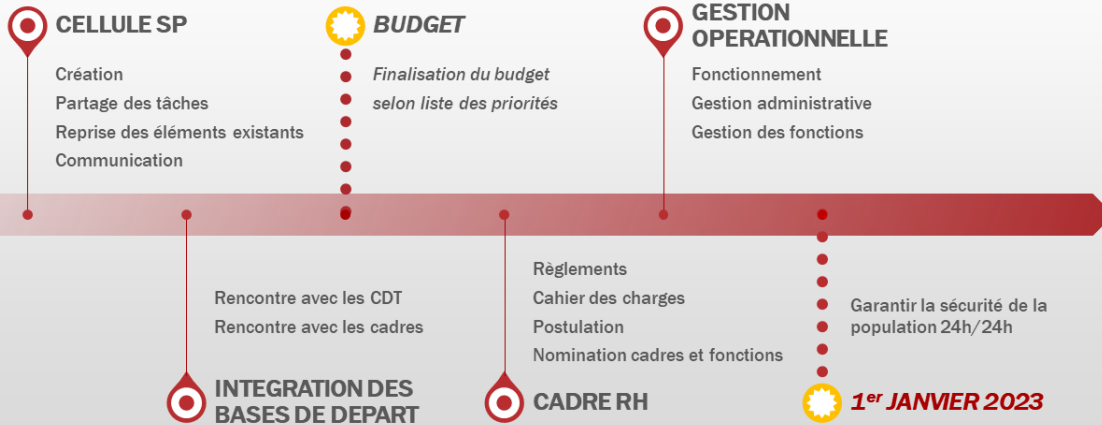 CELLULE SP
Création
Partage des tâches
Reprise des éléments existants
Communication
BUDGET
Finalisation du budget
selon liste des priorités
GESTION
OPERATIONNELLE
Fonctionnement
Gestion administrative
Gestion des fonctions
Rencontre avec les CDT
Rencontre avec les cadres
INTEGRATION DES
BASES DE DEPART
Règlements
Cahier des charges
Postulation
Nomination cadres et fonctions
CADRE RH
Garantir la sécurité de la
population 24h/24h
1er JANVIER 2023